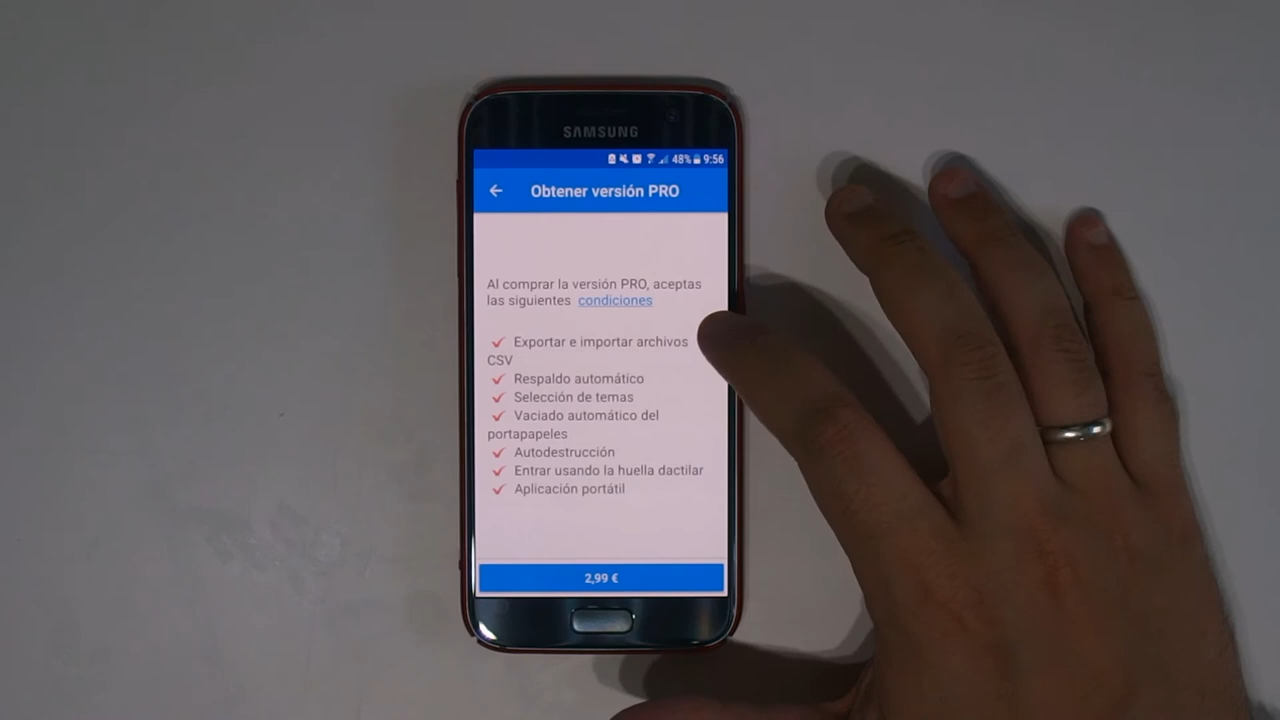 SAMSUNG
48% 9:56
Obtener versión PRO
Al comprar la versión PRO, aceptas
las siguientes condiciones
Exportar e importar archivos
CSV
Respaldo automático
Selección de temas
Vaciado automático del
portapapeles
Autodestrucción
Entrar usando la huella dactilar
Aplicación portátil
2,99 €